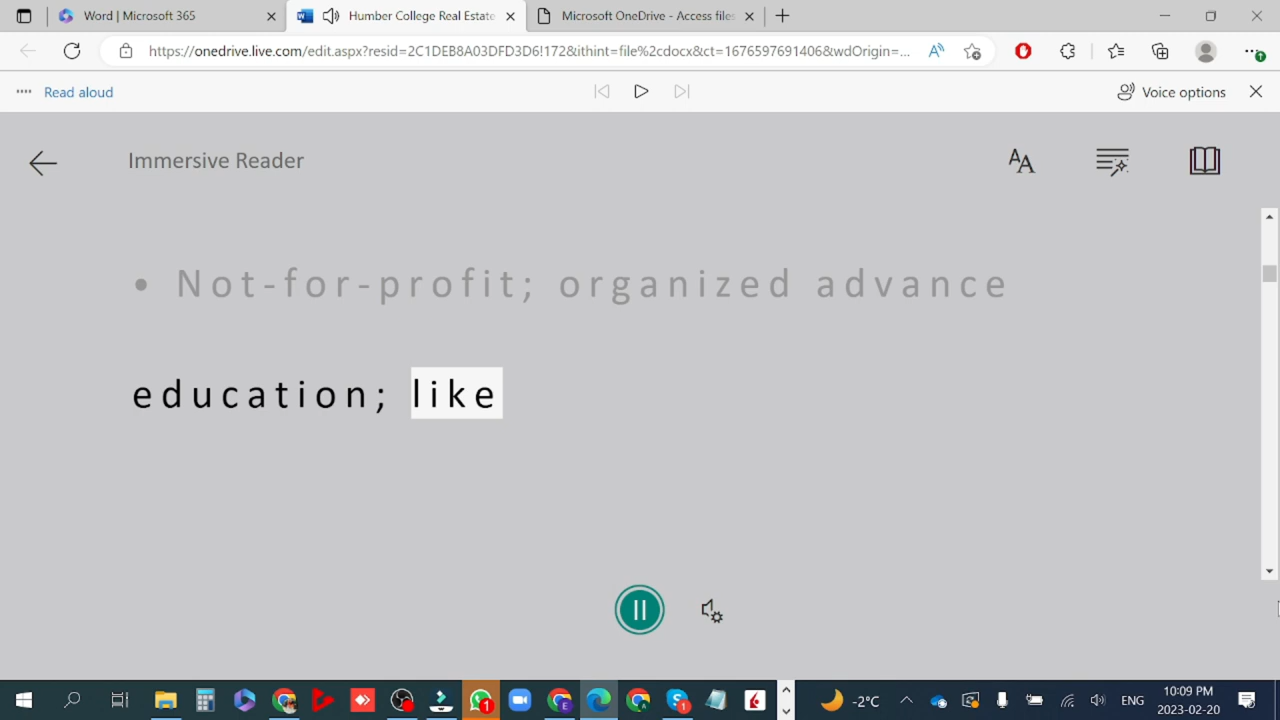 Word | Microsoft 365
Humber College Real Estate
Microsoft OneDrive - Access files
https://onedrive.live.com/edit.aspx?resid=2C1DEB8A03DFD3D6!172&ithint=file%2cdocx&ct=1676597691406&wdOrigin=...
Read aloud
Voice options
Immersive Reader
• Not-for-profit; organized advance
education; like
-2°C
ENG
10:09 PM
2023-02-20